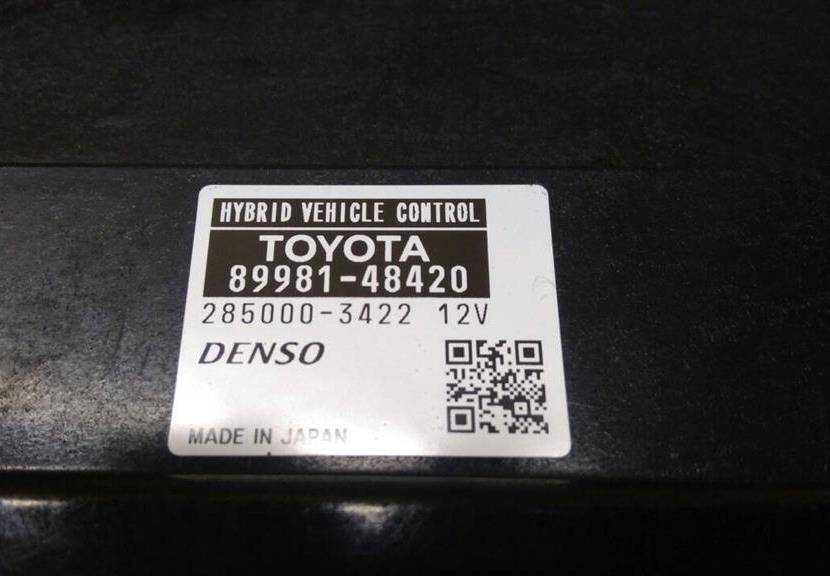 HYBRID VEHICLE CONTROL
TOYOTA
89981-48420
285000-3422 12V
DENSO
MADE IN JAPAN